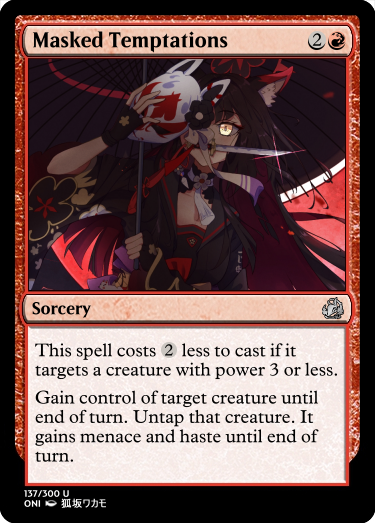 Masked Temptations 2
Sorcery
This spell costs 2 less to cast if it
targets a creature with power 3 or less.
Gain control of target creature until
end of turn. Untap that creature. It
gains menace and haste until end of
turn.
137/300 U
ONI 狐坂ワカモ